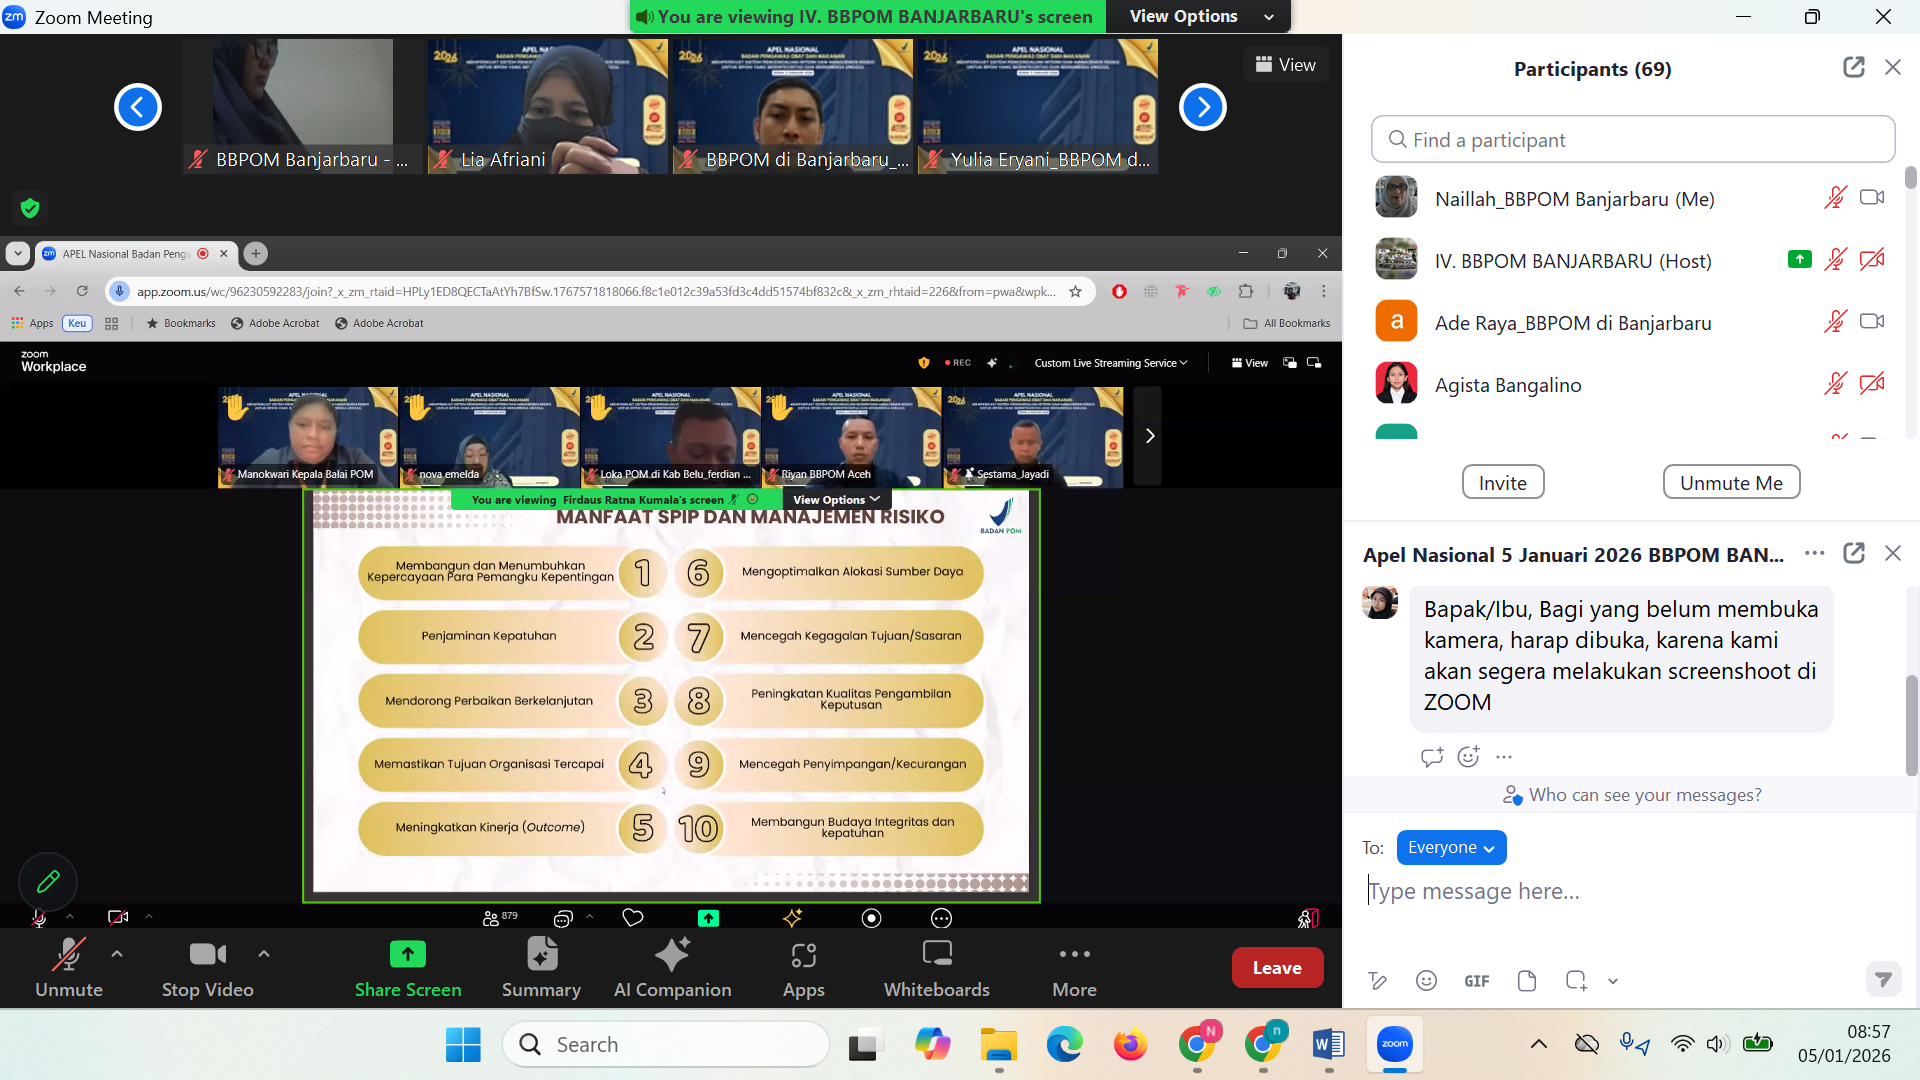 Zoom Meeting
You are viewing IV. BBPOM BANJARBARU's screen
View Options
View
BBPOM Banjarbaru - ...
Lia Afriani
BBPOM di Banjarbaru_...
Yulia Eryani_BBPOM d...
APEL Nasional Badan Peng
app.zoom.us/wc/96230592283/join?_x_zm_rtaid=HPLy1ED8QECTaAtYh7BfSw.1767571818066.f8c1e012c39a53fd3c4dd51574bf832c&_x_zm_rhtaid=226&from=pwa&wpk...
Apps
Keu
Bookmarks
Adobe Acrobat
Adobe Acrobat
All Bookmarks
zoom
Workplace
REC
Custom Live Streaming Service
View
Manokwari Kepala Balai POM
nova emelda
Loka POM di Kab Belu_ferdian ...
Riyan BBPOM Aceh
Sestama_Jayadi
You are viewing Firdaus Ratna Kumala's screen
View Options
MANFAAT SPIP DAN MANAJEMEN RISIKO
BADAN POM
Membangun dan Menumbuhkan
Kepercayaan Para Pemangku Kepentingan
1
6
Mengoptimalkan Alokasi Sumber Daya
Penjaminan Kepatuhan
2
7
Mencegah Kegagalan Tujuan/Sasaran
Mendorong Perbaikan Berkelanjutan
3
8
Peningkatan Kualitas Pengambilan
Keputusan
Memastikan Tujuan Organisasi Tercapai
4
9
Mencegah Penyimpangan/Kecurangan
Meningkatkan Kinerja (Outcome)
5
10
Membangun Budaya Integritas dan
kepatuhan
879
Unmute
Stop Video
Share Screen
Summary
AI Companion
Apps
Whiteboards
More
Leave
Participants (69)
Find a participant
Naillah_BBPOM Banjarbaru (Me)
IV. BBPOM BANJARBARU (Host)
a
Ade Raya_BBPOM di Banjarbaru
Agista Bangalino
Invite
Unmute Me
Apel Nasional 5 Januari 2026 BBPOM BAN...
Bapak/Ibu, Bagi yang belum membuka
kamera, harap dibuka, karena kami
akan segera melakukan screenshoot di
ZOOM
Who can see your messages?
To:
Everyone
Type message here...
GIF
Search
08:57
05/01/2026